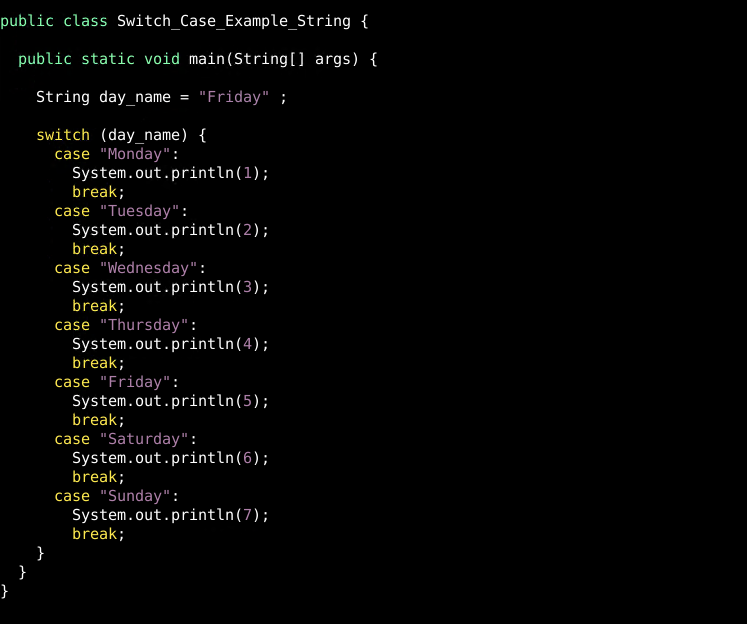 public class Switch_Case_Example_String {

  public static void main(String[] args) {

    String day_name = "Friday" ;

    switch (day_name) {
      case "Monday":
        System.out.println(1);
        break;
      case "Tuesday":
        System.out.println(2);
        break;
      case "Wednesday":
        System.out.println(3);
        break;
      case "Thursday":
        System.out.println(4);
        break;
      case "Friday":
        System.out.println(5);
        break;
      case "Saturday":
        System.out.println(6);
        break;
      case "Sunday":
        System.out.println(7);
        break;
    }
  }
}